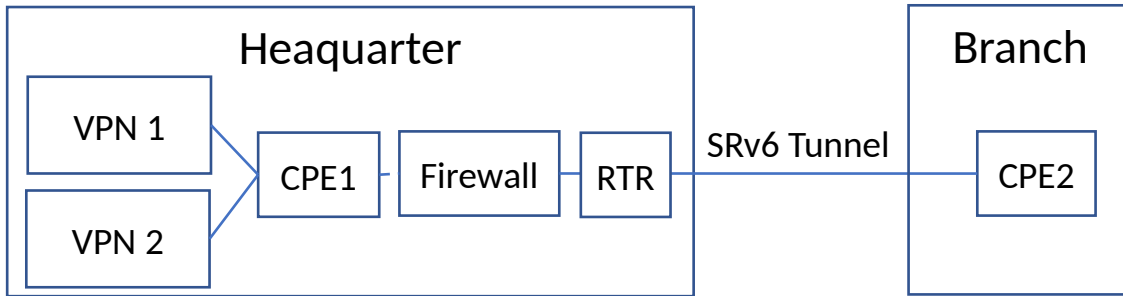 Heaquarter
Branch
VPN 1
VPN 2
CPE1
Firewall
RTR
SRv6 Tunnel
CPE2